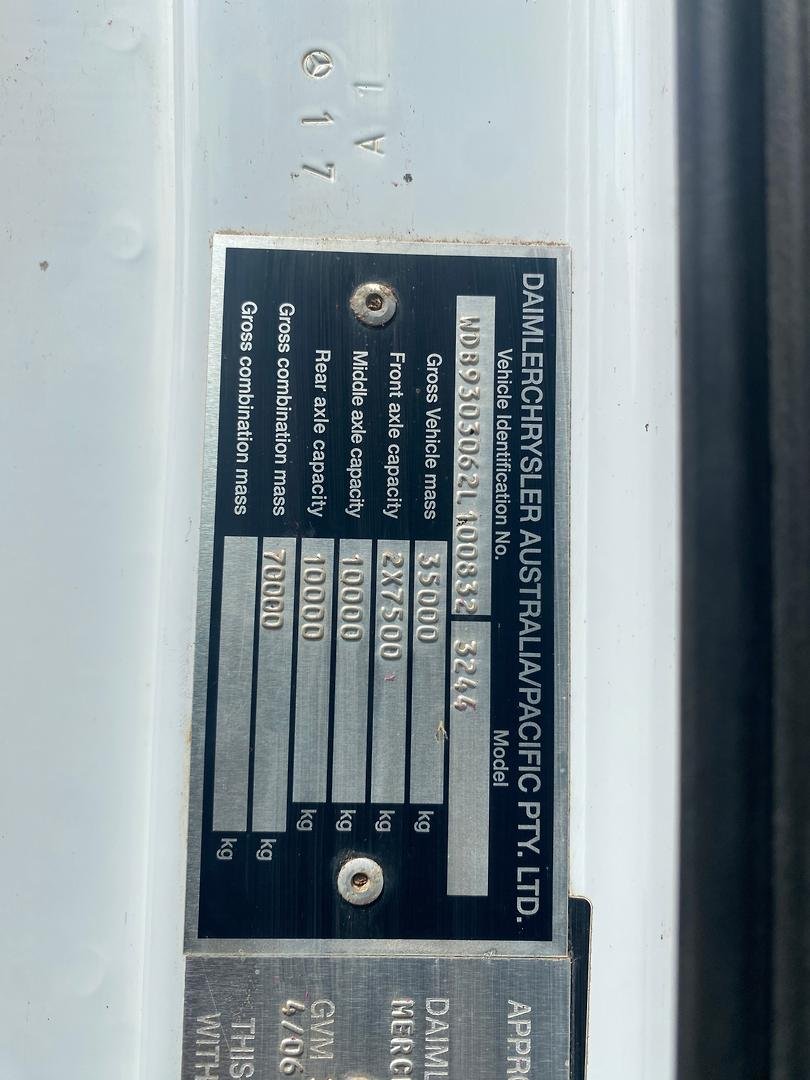 1 A
1 7
DAIMLERCHRYSLER AUSTRALIA/PACIFIC PTY. LTD.
Vehicle Identification No. Model
WDB9303062L100832 3244
Gross Vehicle mass 35000 kg
Front axle capacity 2X7500 kg
Middle axle capacity 10000 kg
Rear axle capacity 10000 kg
Gross combination mass 70000 kg
Gross combination mass kg
APPRO
DAIML
MERC
GVM
4/06
THIS
WITH